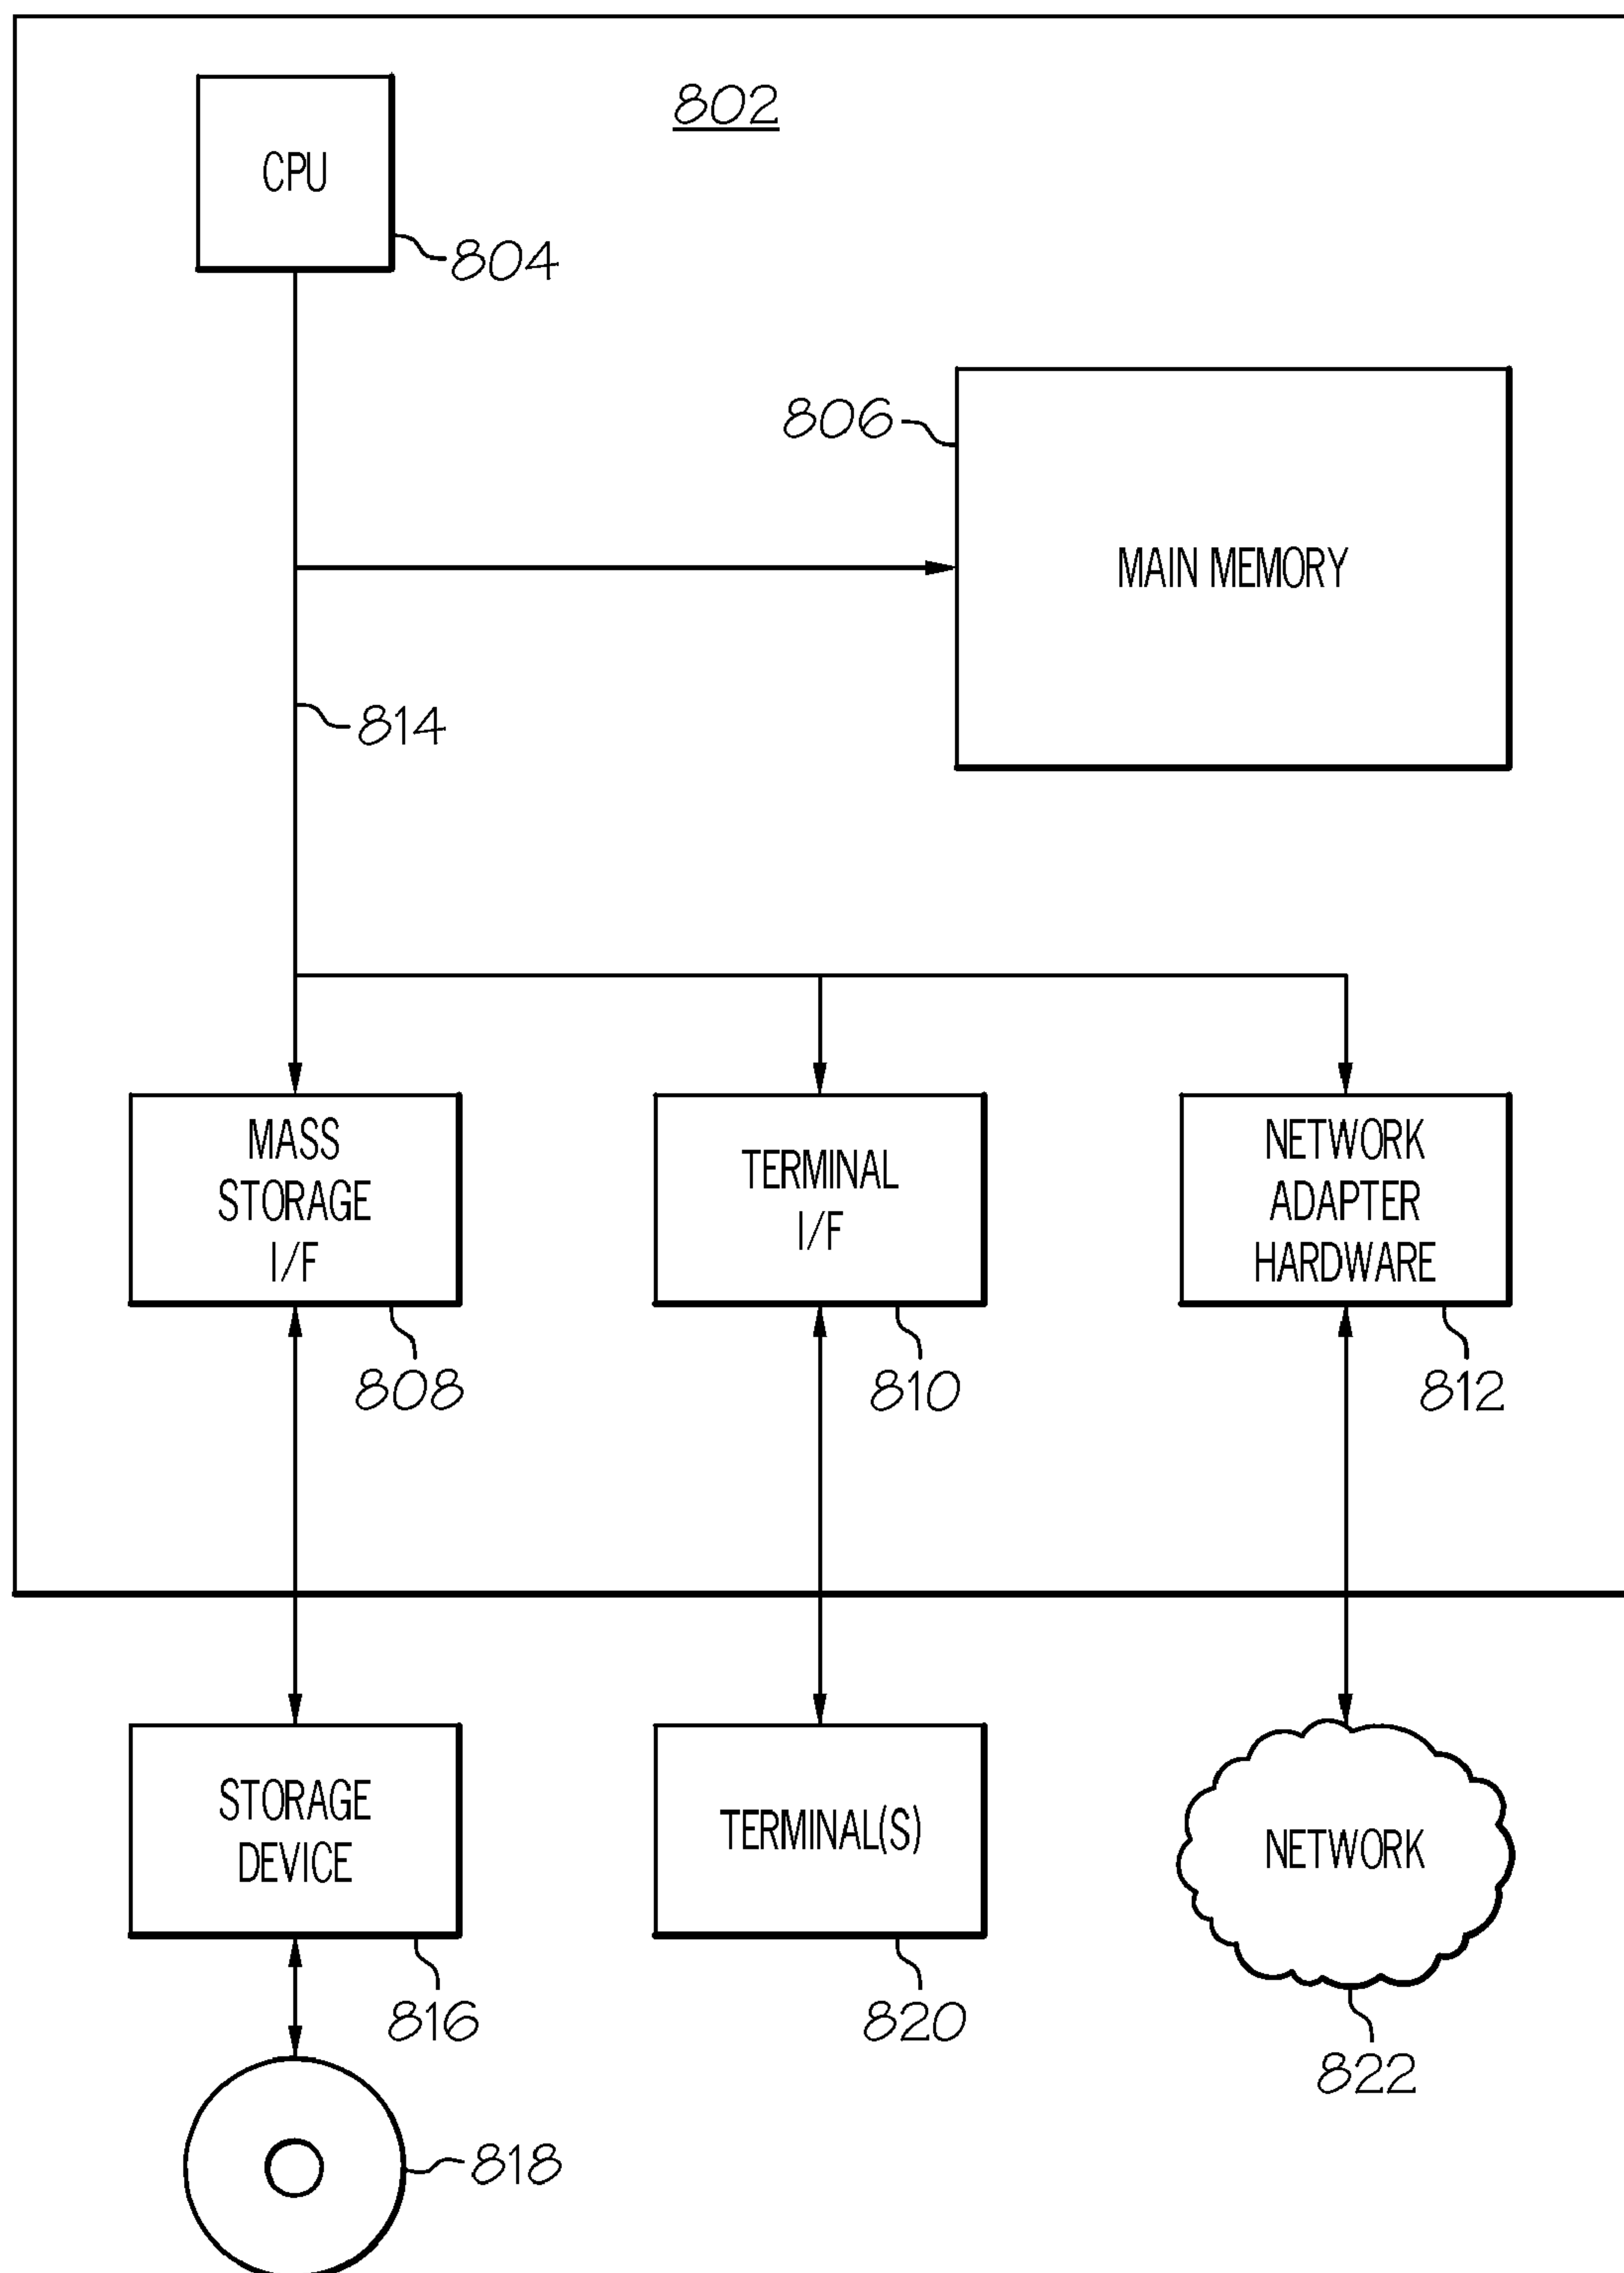 802
CPU
804
806
MAIN MEMORY
814
MASS
STORAGE
I/F
TERMINAL
I/F
NETWORK
ADAPTER
HARDWARE
808
810
812
STORAGE
DEVICE
TERMINAL(S)
NETWORK
816
820
822
818